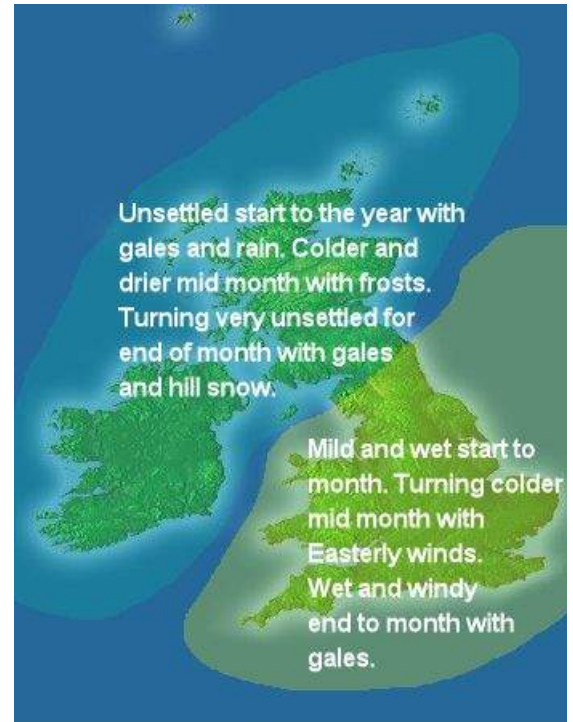 Unsettled start to the year with
gales and rain. Colder and
drier mid month with frosts.
Turning very unsettled for
end of month with gales
and hill snow.
Mild and wet start to
month. Turning colder
mid month with
Easterly winds.
Wet and windy
end to month with
gales.